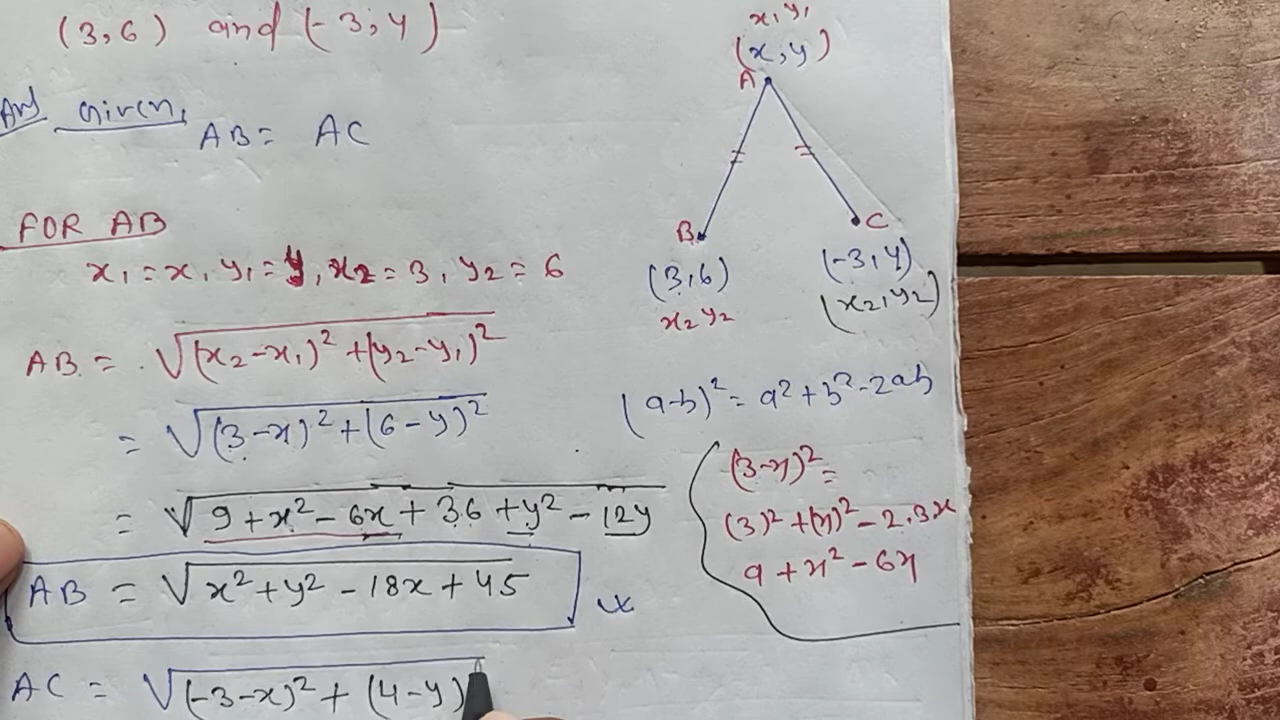 (3,6) and (-3,4)
Ans given,
AB = AC
FOR AB
x₁ = x, y₁ = y, x₂ = 3, y₂ = 6
AB = √(x₂-x₁)² + (y₂-y₁)²
= √(3-x)² + (6-y)²
= √9 + x² - 6x + 36 + y² - 12y
AB = √x² + y² - 18x + 45
AC = √(-3-x)² + (4-y)
x, y,
(x, y)
A
B
C
(3,6)
x₂ y₂
(-3,4)
(x₂, y₂)
(a-b)² = a² + b² - 2ab
(3-x)² =
(3)² + (x)² - 2.3x
9 + x² - 6x